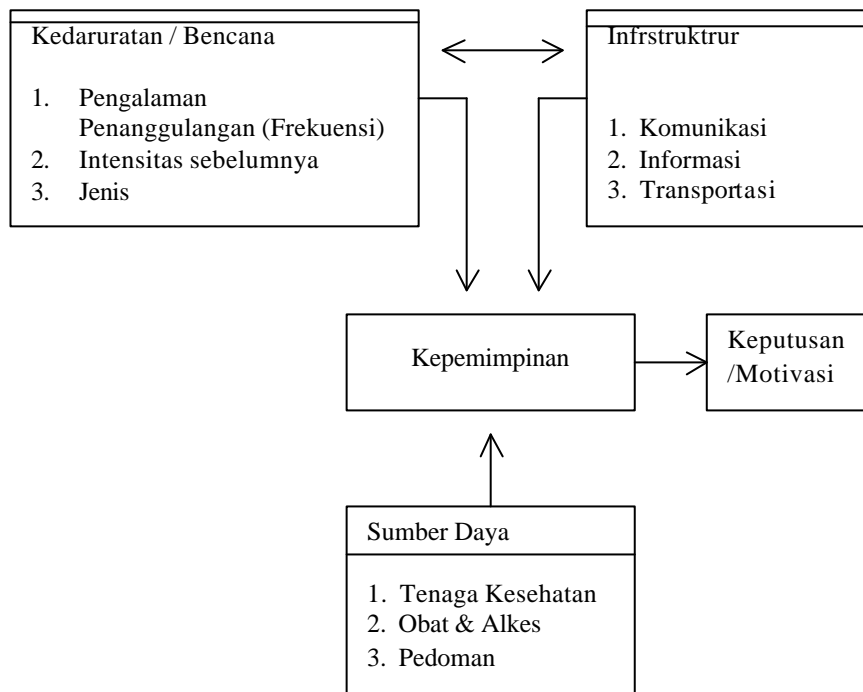 Kedaruratan / Bencana
1. Pengalaman
Penanggulangan (Frekuensi)
2. Intensitas sebelumnya
3. Jenis
Infrstruktrur
1. Komunikasi
2. Informasi
3. Transportasi
Kepemimpinan
Keputusan
/Motivasi
Sumber Daya
1. Tenaga Kesehatan
2. Obat & Alkes
3. Pedoman